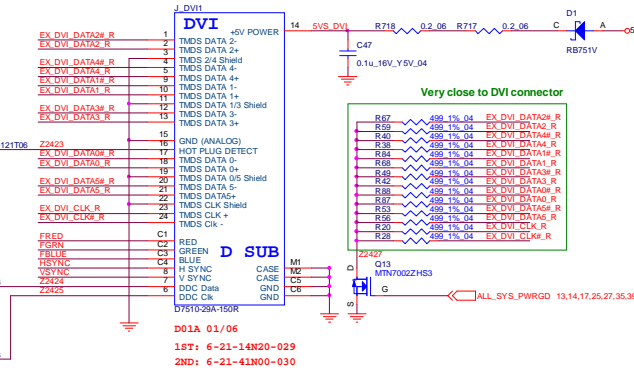 J_DVI1
DVI
EX_DVI_DATA2#_R 1 TMDS DATA 2- +5V POWER 14 5VS_DVI R718 0.2_06 R717 0.2_06 C D1 A
EX_DVI_DATA2_R 2 TMDS DATA 2+
3 TMDS 2/4 Shield
EX_DVI_DATA4#_R 4 TMDS DATA 4-
EX_DVI_DATA4_R 5 TMDS DATA 4+
EX_DVI_DATA1#_R 9 TMDS DATA 1-
EX_DVI_DATA1_R 10 TMDS DATA 1+
11 TMDS DATA 1/3 Shield
EX_DVI_DATA3#_R 12 TMDS DATA 3-
EX_DVI_DATA3_R 13 TMDS DATA 3+
RB751V
C47
0.1u_16V_Y5V_04
15 GND (ANALOG)
121T06 Z2423 16 HOT PLUG DETECT
EX_DVI_DATA0#_R 17 TMDS DATA 0-
EX_DVI_DATA0_R 18 TMDS DATA 0+
19 TMDS DATA 0/5 Shield
EX_DVI_DATA5#_R 20 TMDS DATA 5-
EX_DVI_DATA5_R 21 TMDS DATA5+
22 TMDS CLK Shield
EX_DVI_CLK_R 23 TMDS CLK +
EX_DVI_CLK#_R 24 TMDS Clk -
Very close to DVI connector
R67 499_1%_04 EX_DVI_DATA2#_R
R59 499_1%_04 EX_DVI_DATA2_R
R40 499_1%_04 EX_DVI_DATA4#_R
R38 499_1%_04 EX_DVI_DATA4_R
R84 499_1%_04 EX_DVI_DATA1#_R
R68 499_1%_04 EX_DVI_DATA1_R
R49 499_1%_04 EX_DVI_DATA3#_R
R42 499_1%_04 EX_DVI_DATA3_R
R88 499_1%_04 EX_DVI_DATA0#_R
R87 499_1%_04 EX_DVI_DATA0_R
R53 499_1%_04 EX_DVI_DATA5#_R
R56 499_1%_04 EX_DVI_DATA5_R
R20 499_1%_04 EX_DVI_CLK_R
R28 499_1%_04 EX_DVI_CLK#_R
FRED C1 RED
FGRN C2 GREEN D SUB
FBLUE C3 BLUE
HSYNC C4 H SYNC CASE M1
VSYNC 8 V SYNC CASE M2
Z2424 7 DDC Data GND C5
Z2425 6 DDC Clk GND C6
D7510-29A-150R
Z2427
D Q13
MTN7002ZHS3
G
S
ALL_SYS_PWRGD 13,14,17,25,27,35,39
D01A 01/06
1ST: 6-21-14N20-029
2ND: 6-21-41N00-030